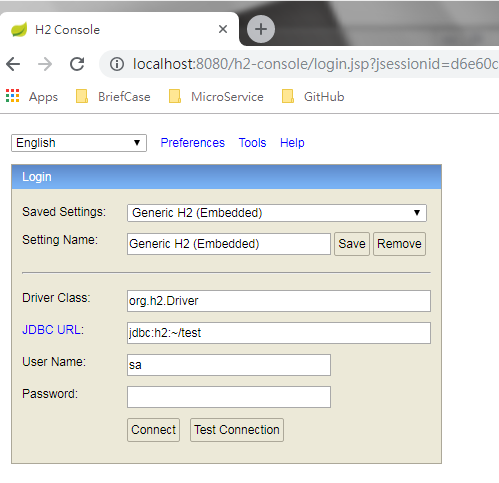 H2 Console
localhost:8080/h2-console/login.jsp?jsessionid=d6e60c
Apps BriefCase MicroService GitHub
English Preferences Tools Help
Login
Saved Settings: Generic H2 (Embedded)
Setting Name: Generic H2 (Embedded) Save Remove
Driver Class: org.h2.Driver
JDBC URL: jdbc:h2:~/test
User Name: sa
Password:
Connect Test Connection